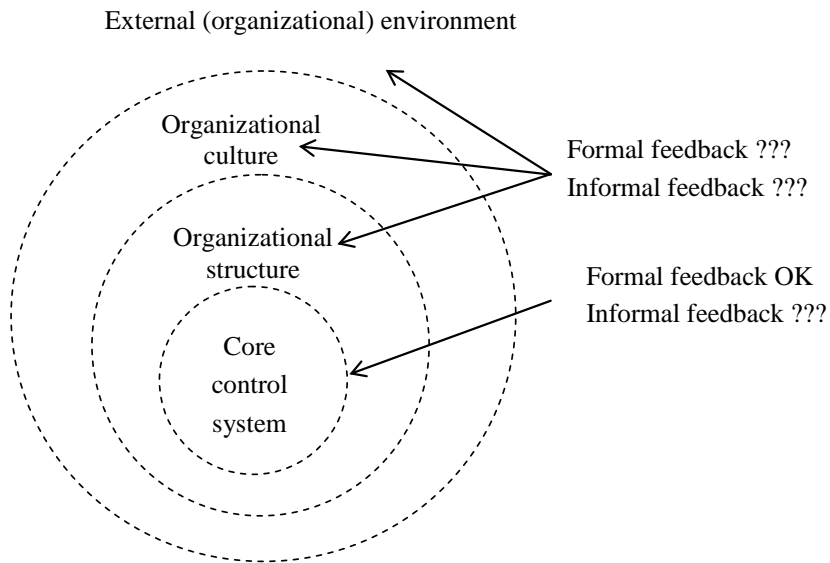 External (organizational) environment
Organizational
culture
Formal feedback ???
Informal feedback ???
Organizational
structure
Formal feedback OK
Informal feedback ???
Core
control
system